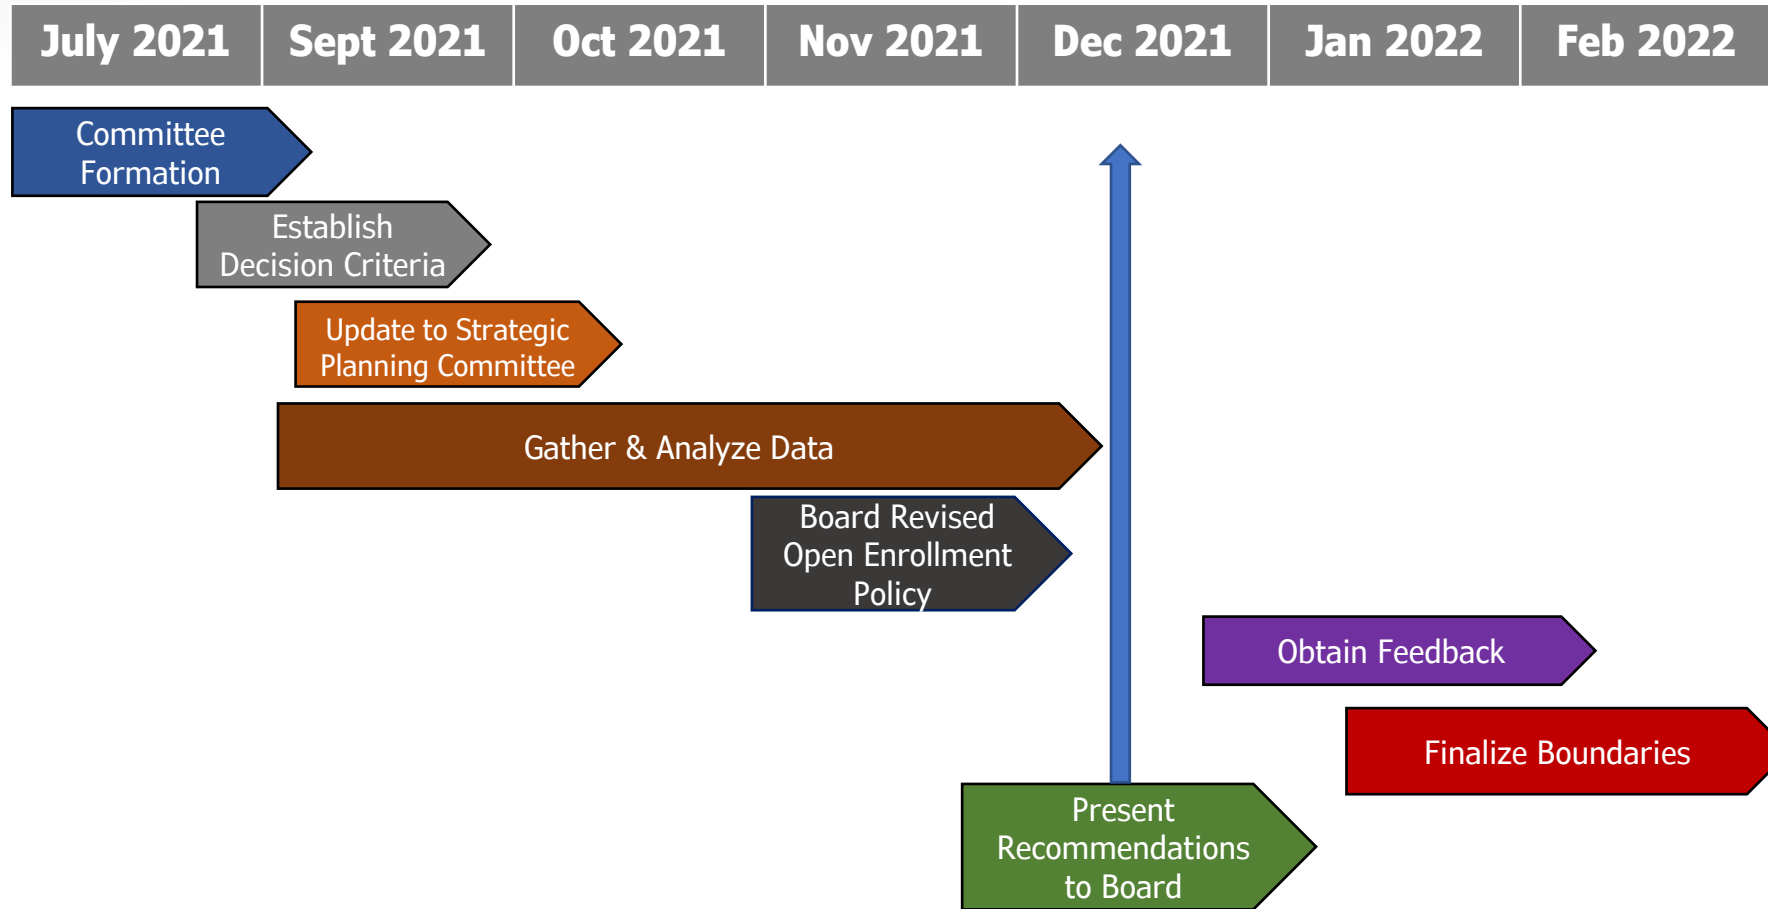 July 2021
Sept 2021
Oct 2021
Nov 2021
Dec 2021
Jan 2022
Feb 2022
Committee
Formation
Establish
Decision Criteria
Update to Strategic
Planning Committee
Gather & Analyze Data
Board Revised
Open Enrollment
Policy
Obtain Feedback
Finalize Boundaries
Present
Recommendations
to Board